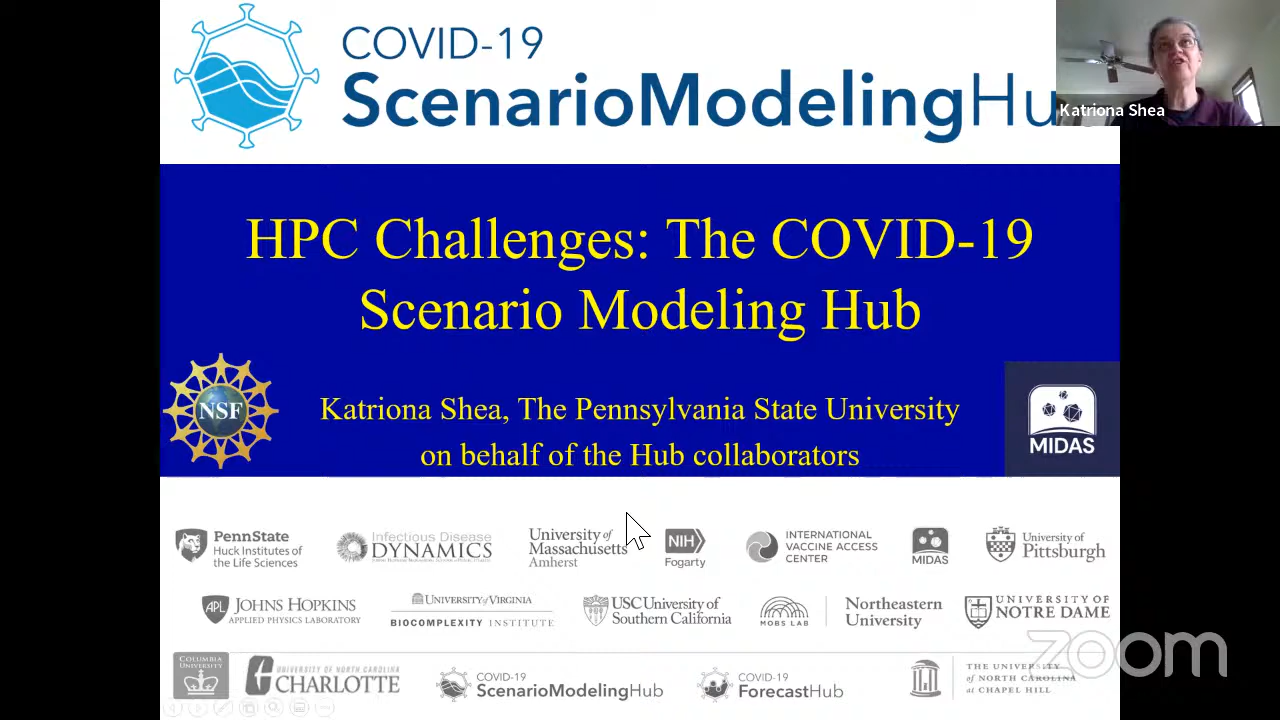 COVID-19
ScenarioModelingHu
Katriona Shea
HPC Challenges: The COVID-19
Scenario Modeling Hub
NSF
Katriona Shea, The Pennsylvania State University
on behalf of the Hub collaborators
MIDAS
PennState
Huck Institutes of
the Life Sciences
Infectious Disease
DYNAMICS
University of
Massachusetts
Amherst
NIH
Fogarty
INTERNATIONAL
VACCINE ACCESS
CENTER
MIDAS
University of
Pittsburgh
APL
JOHNS HOPKINS
APPLIED PHYSICS LABORATORY
UNIVERSITY of VIRGINIA
BIOCOMPLEXITY INSTITUTE
USC University of
Southern California
MOBS LAB
Northeastern
University
UNIVERSITY OF
NOTRE DAME
zoom
COLUMBIA
UNIVERSITY
UNIVERSITY OF NORTH CAROLINA
CHARLOTTE
COVID-19
ScenarioModelingHub
COVID-19
ForecastHub
THE UNIVERSITY
of NORTH CAROLINA
at CHAPEL HILL